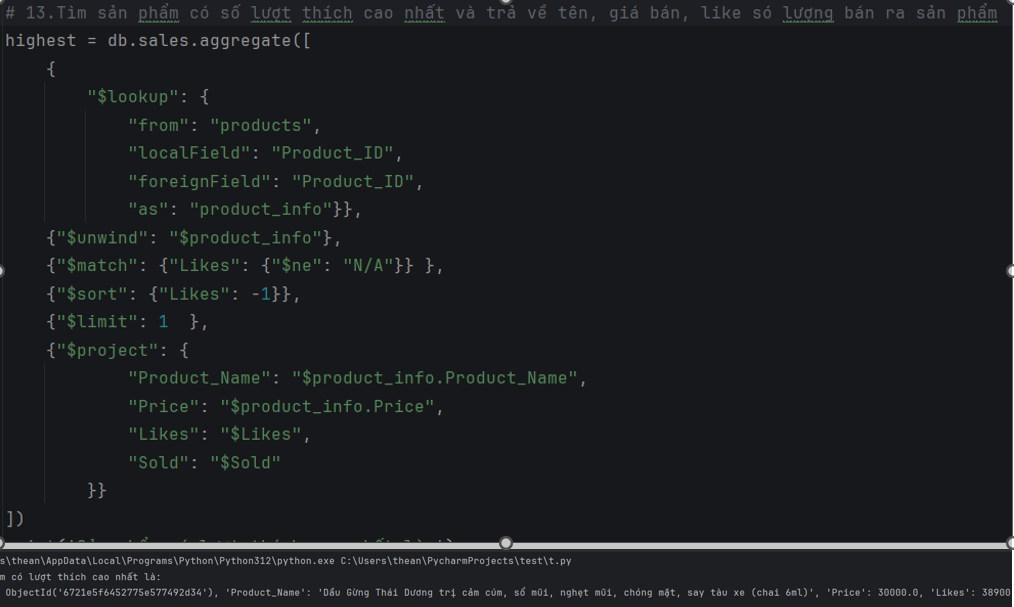 # 13.Tìm sản phẩm có số lượt thích cao nhất và trả về tên, giá bán, like só lượng bán ra sản phẩm
highest = db.sales.aggregate([
{
"$lookup": {
"from": "products",
"localField": "Product_ID",
"foreignField": "Product_ID",
"as": "product_info"}},
{"$unwind": "$product_info"},
{"$match": {"Likes": {"$ne": "N/A"}} },
{"$sort": {"Likes": -1}},
{"$limit": 1  },
{"$project": {
"Product_Name": "$product_info.Product_Name",
"Price": "$product_info.Price",
"Likes": "$Likes",
"Sold": "$Sold"
}}
])
s\thean\AppData\Local\Programs\Python\Python312\python.exe C:\Users\thean\PycharmProjects\test\t.py
m có lượt thích cao nhất là:
ObjectId('6721e5f6452775e577492d34'), 'Product_Name': 'Dầu Gừng Thái Dương trị cảm cúm, sổ mũi, nghẹt mũi, chóng mặt, say tàu xe (chai 6ml)', 'Price': 30000.0, 'Likes': 38900